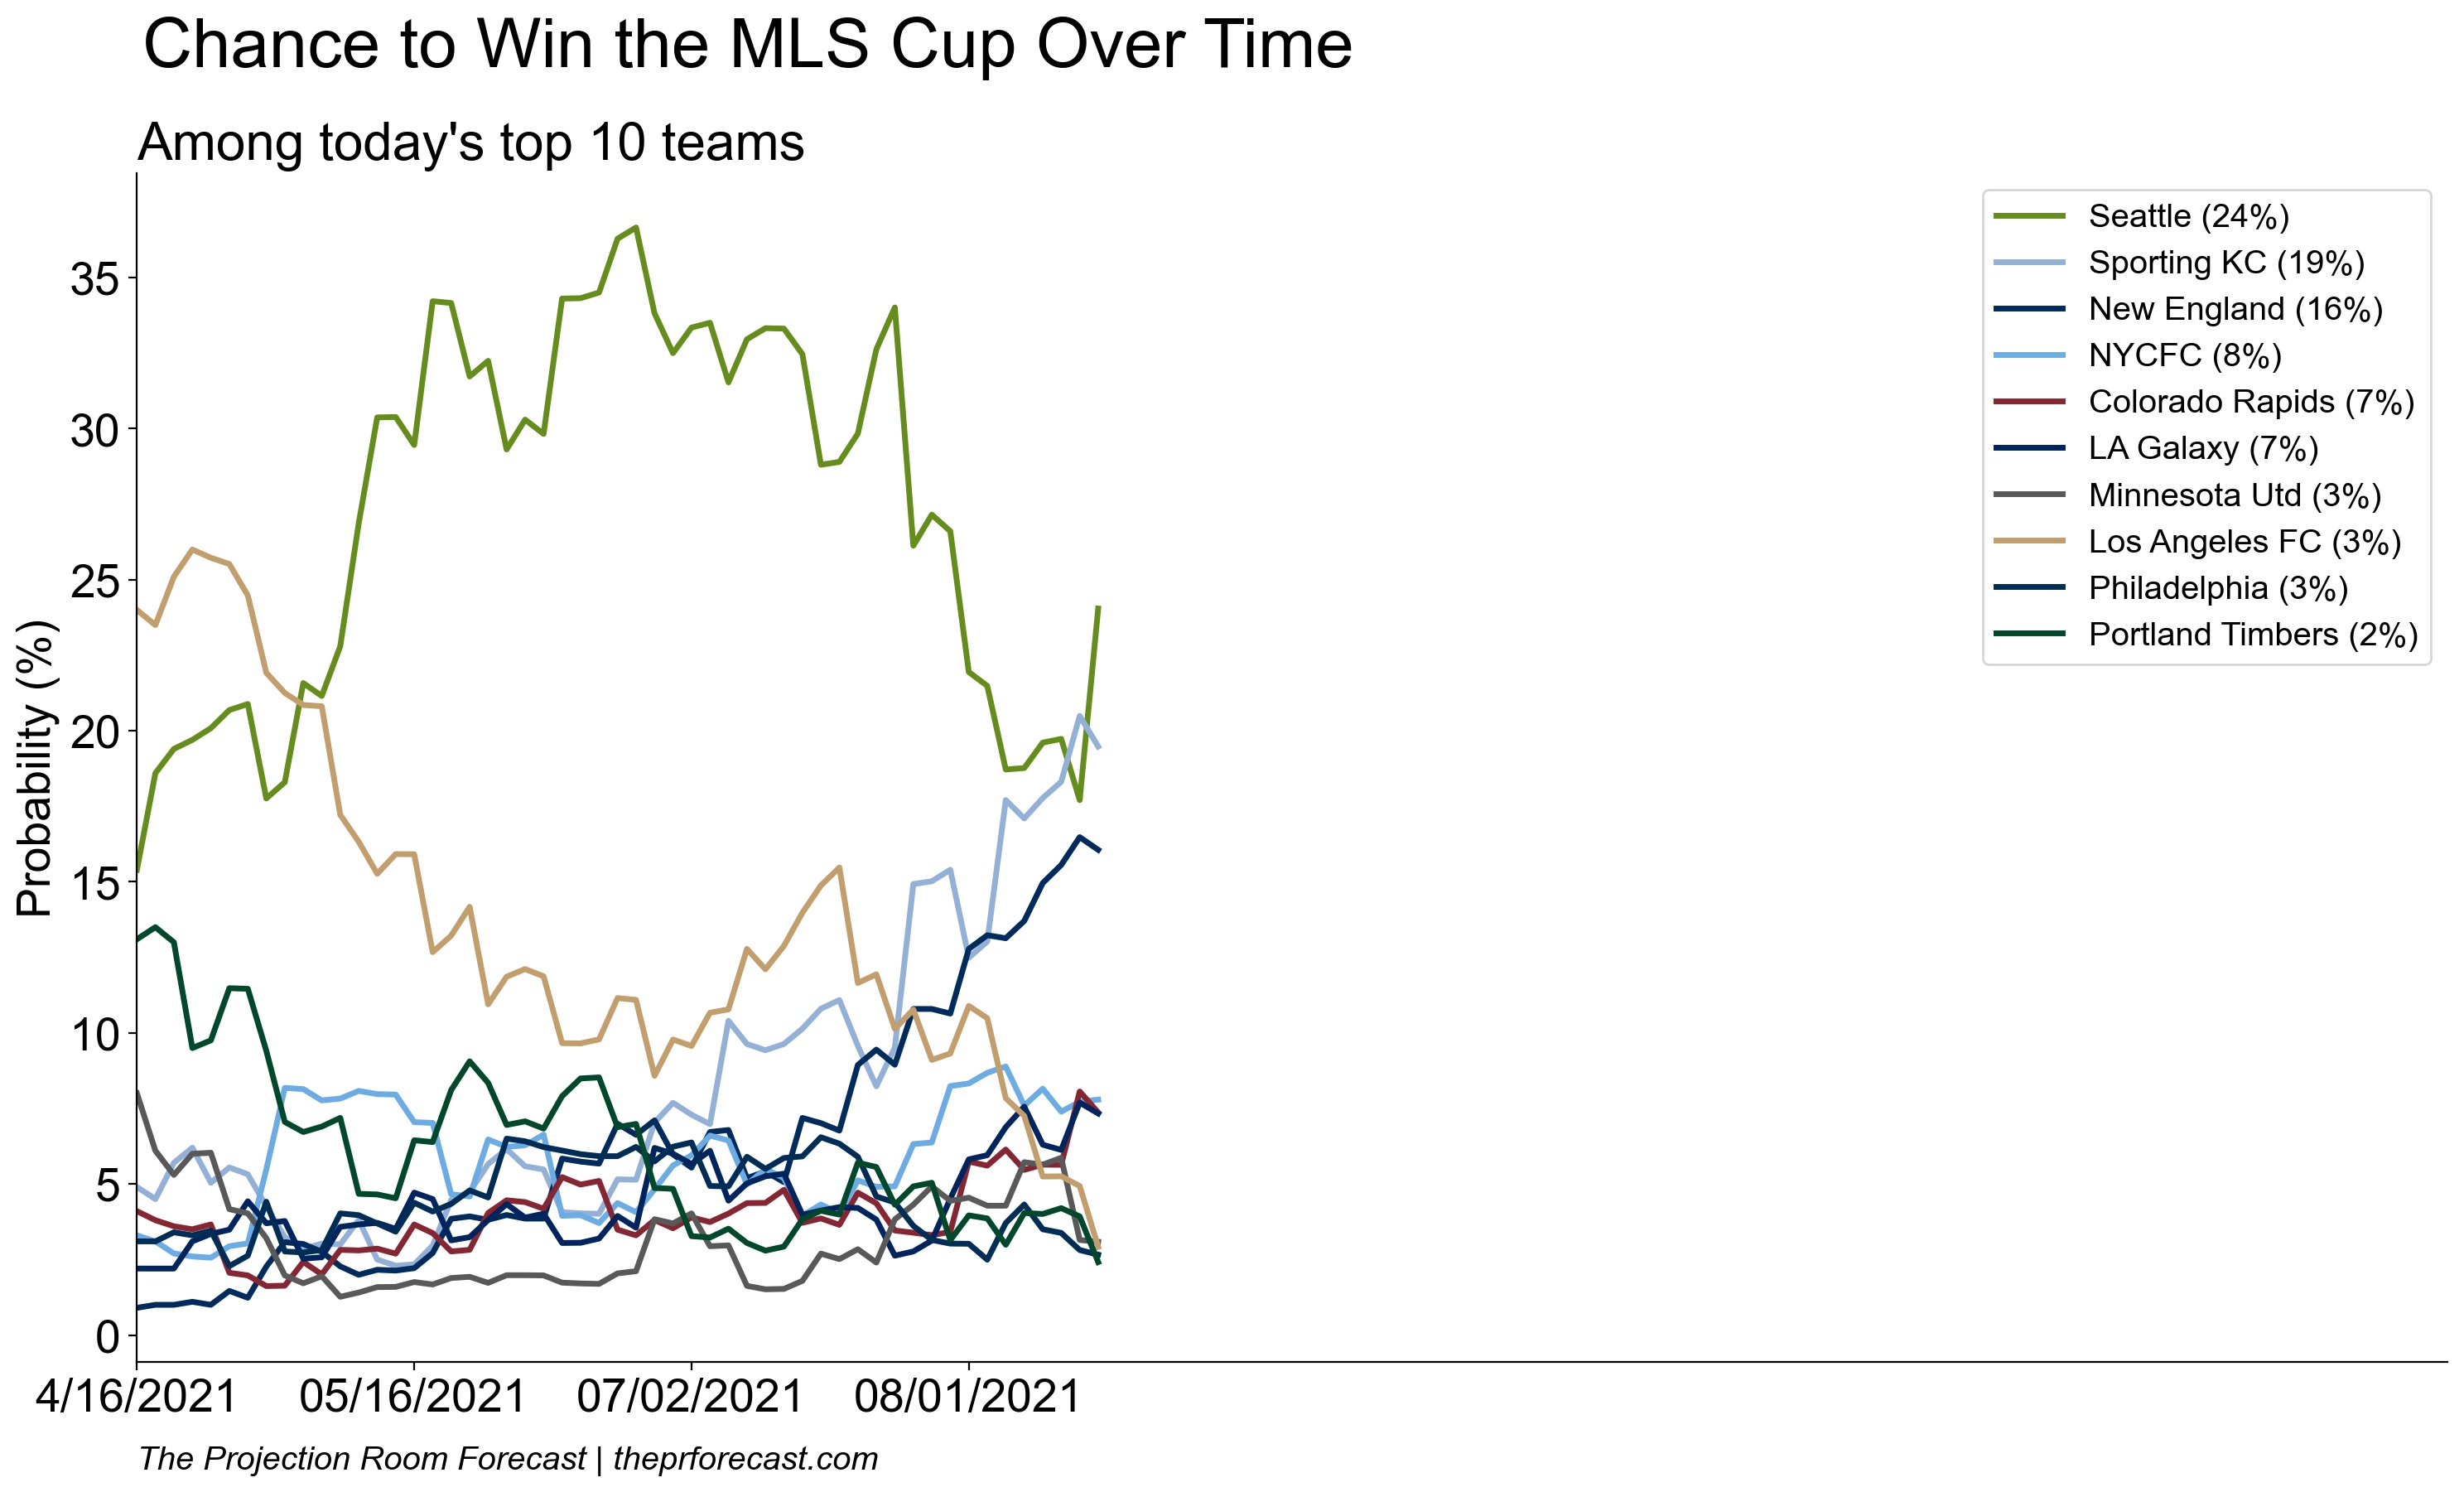 Chance to Win the MLS Cup Over Time
Among today's top 10 teams
Probability (%)
35
30
25
20
15
10
5
0
4/16/2021 05/16/2021 07/02/2021 08/01/2021
Seattle (24%)
Sporting KC (19%)
New England (16%)
NYCFC (8%)
Colorado Rapids (7%)
LA Galaxy (7%)
Minnesota Utd (3%)
Los Angeles FC (3%)
Philadelphia (3%)
Portland Timbers (2%)
The Projection Room Forecast | theprforecast.com